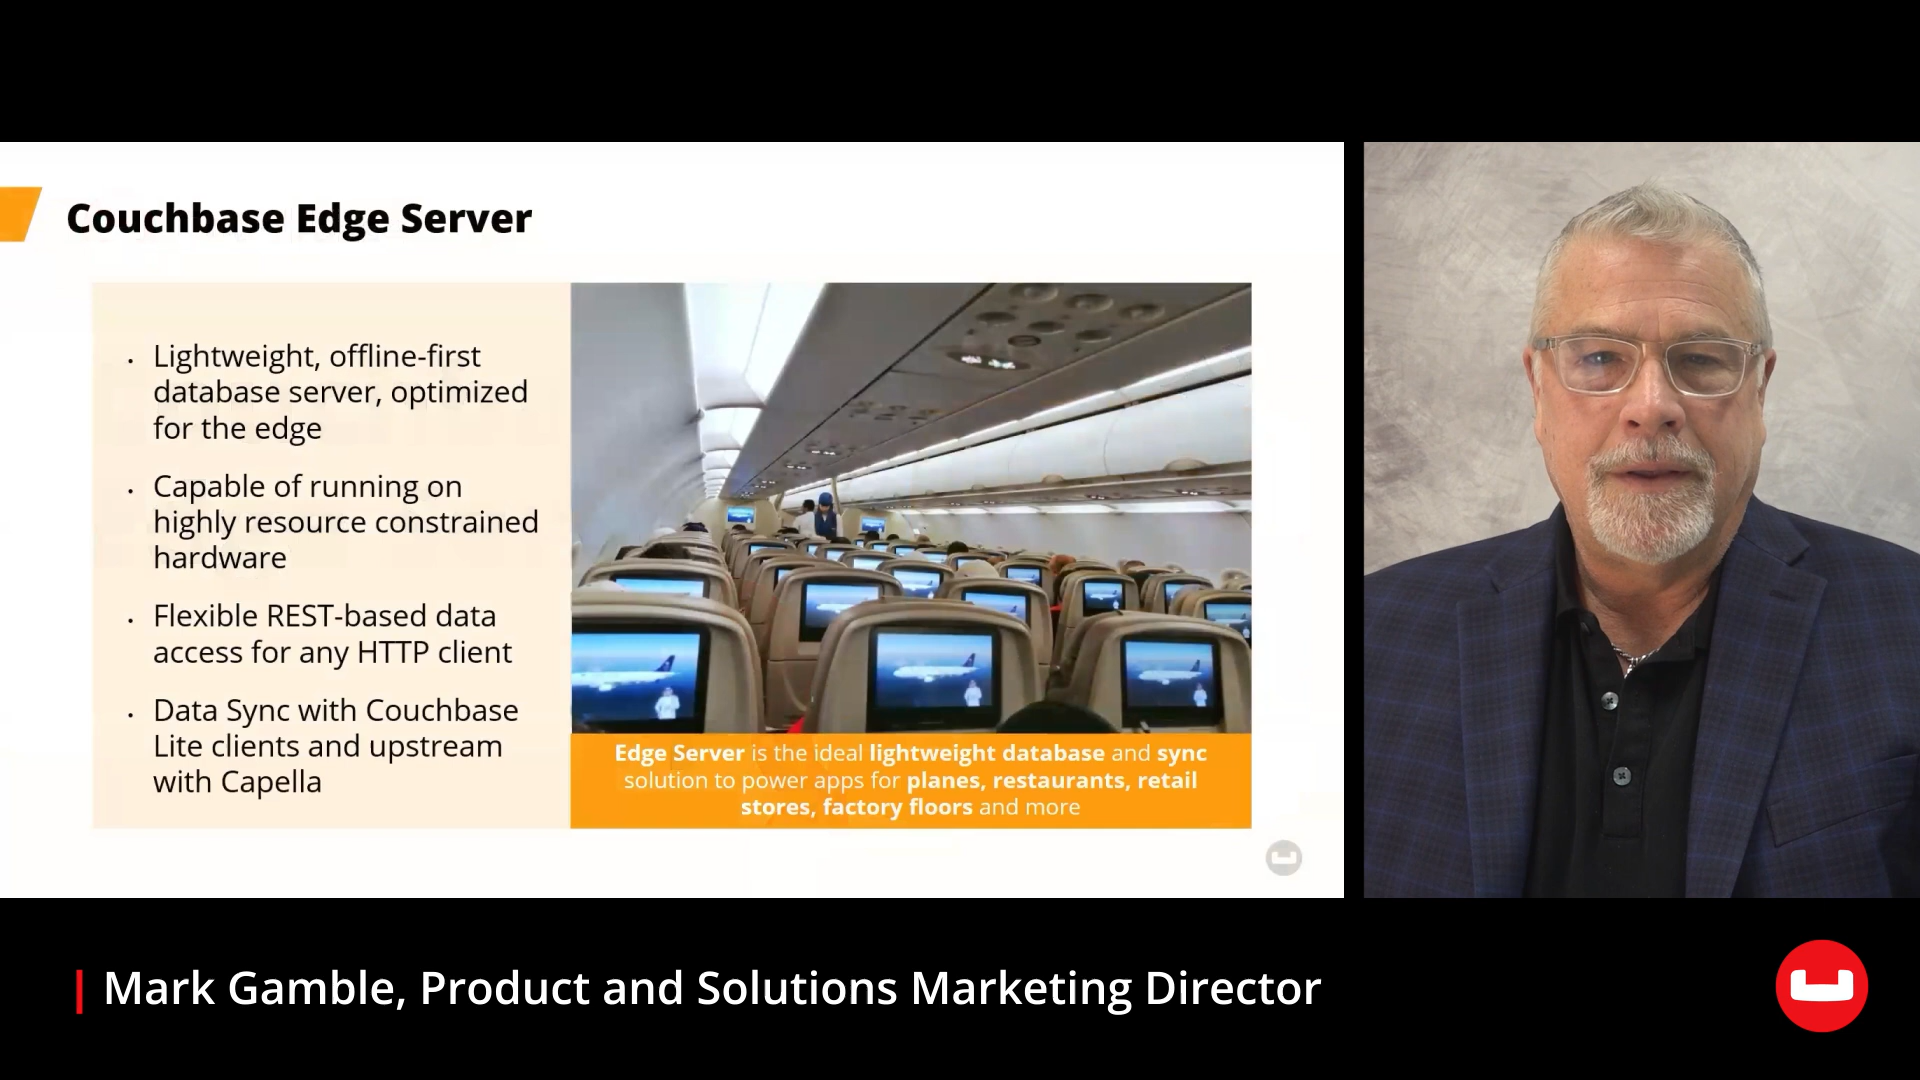 Couchbase Edge Server
• Lightweight, offline-first
database server, optimized
for the edge
• Capable of running on
highly resource constrained
hardware
• Flexible REST-based data
access for any HTTP client
• Data Sync with Couchbase
Lite clients and upstream
with Capella
Edge Server is the ideal lightweight database and sync
solution to power apps for planes, restaurants, retail
stores, factory floors and more
Mark Gamble, Product and Solutions Marketing Director